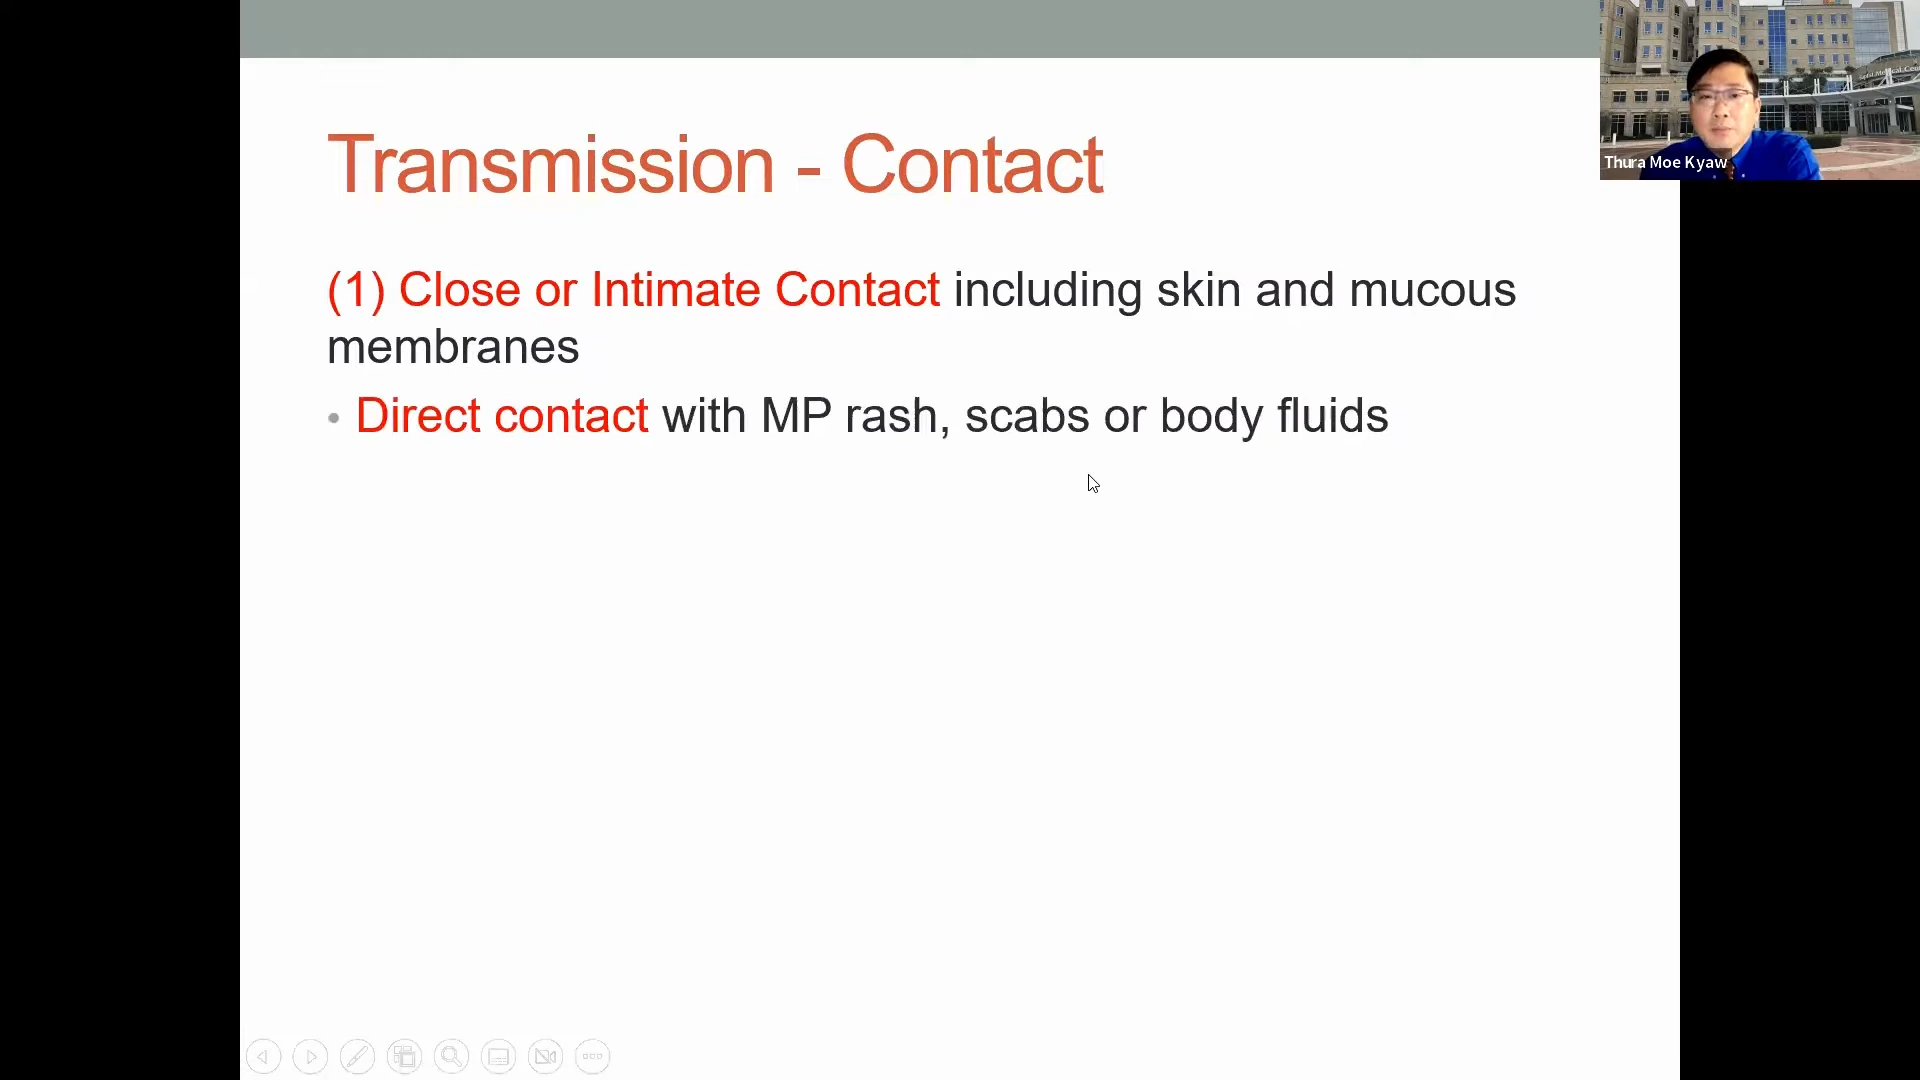 Transmission - Contact
(1) Close or Intimate Contact including skin and mucous
membranes
• Direct contact with MP rash, scabs or body fluids
Thura Moe Kyaw